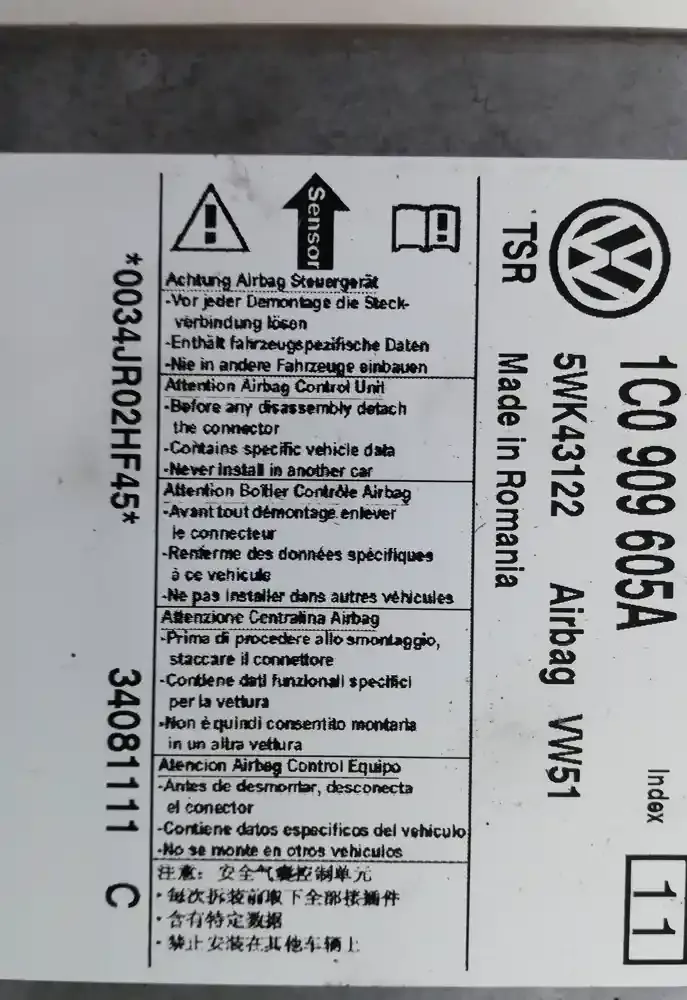 1C0 909 605A Index 11
5WK43122 Airbag VW51
TSR Made in Romania
Sensor
Achtung Airbag Steuergerät
-Vor jeder Demontage die Steck-
verbindung lösen
-Enthält fahrzeugspezifische Daten
-Nie in andere Fahrzeuge einbauen
Attention Airbag Control Unit
-Before any disassembly detach
the connector
-Contains specific vehicle data
-Never install in another car
Attention Boîtier Contrôle Airbag
-Avant tout démontage enlever
le connecteur
-Renferme des données spécifiques
à ce vehicule
-Ne pas installer dans autres véhicules
Attenzione Centralina Airbag
-Prima di procedere allo smontaggio,
staccare il connettore
-Contiene dati funzionali specifici
per la vettura
-Non è quindi consentito montarla
in un altra vettura
Atencion Airbag Control Equipo
-Antes de desmontar, desconecta
el conector
-Contiene datos especificos del vehiculo
-No se monte en otros vehiculos
注意：安全气囊控制单元
·每次拆装前取下全部接插件
·含有特定数据
·禁止安装在其他车辆上
*0034JR02HF45* 34081111 C